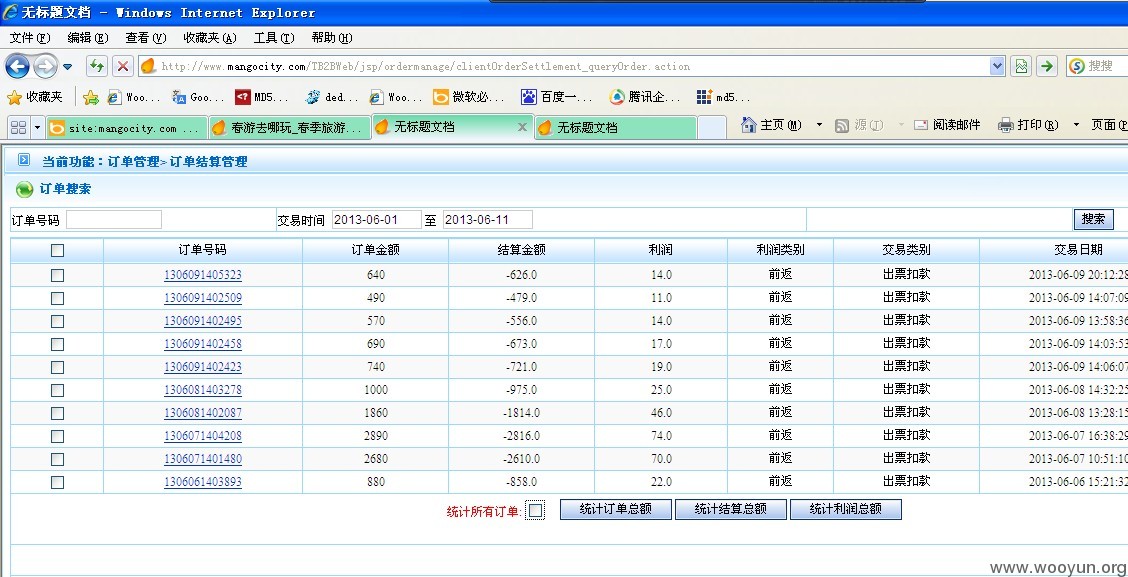 无标题文档 - Windows Internet Explorer
文件(F) 编辑(E) 查看(V) 收藏夹(A) 工具(T) 帮助(H)
http://www.mangocity.com/TB2BWeb/jsp/ordermanage/clientOrderSettlement_queryOrder.action 搜搜
收藏夹 Woo... Goo... MD5... ded... Woo... 微软必... 百度一... 腾讯企... md5...
site:mangocity.com ... 春游去哪玩_春季旅游... 无标题文档 x 无标题文档 主页(M) 源(J) 阅读邮件 打印(R) 页面(P
当前功能：订单管理>订单结算管理
订单搜索
订单号码 交易时间 2013-06-01 至 2013-06-11 搜索
订单号码 订单金额 结算金额 利润 利润类别 交易类别 交易日期
1306091405323 640 -626.0 14.0 前返 出票扣款 2013-06-09 20:12:28
1306091402509 490 -479.0 11.0 前返 出票扣款 2013-06-09 14:07:09
1306091402495 570 -556.0 14.0 前返 出票扣款 2013-06-09 13:58:36
1306091402458 690 -673.0 17.0 前返 出票扣款 2013-06-09 14:03:53
1306091402423 740 -721.0 19.0 前返 出票扣款 2013-06-09 14:06:07
1306081403278 1000 -975.0 25.0 前返 出票扣款 2013-06-08 14:32:25
1306081402087 1860 -1814.0 46.0 前返 出票扣款 2013-06-08 13:28:15
1306071404208 2890 -2816.0 74.0 前返 出票扣款 2013-06-07 16:38:29
1306071401480 2680 -2610.0 70.0 前返 出票扣款 2013-06-07 10:51:10
1306061403893 880 -858.0 22.0 前返 出票扣款 2013-06-06 15:21:32
统计所有订单: 统计订单总额 统计结算总额 统计利润总额
www.wooyun.org